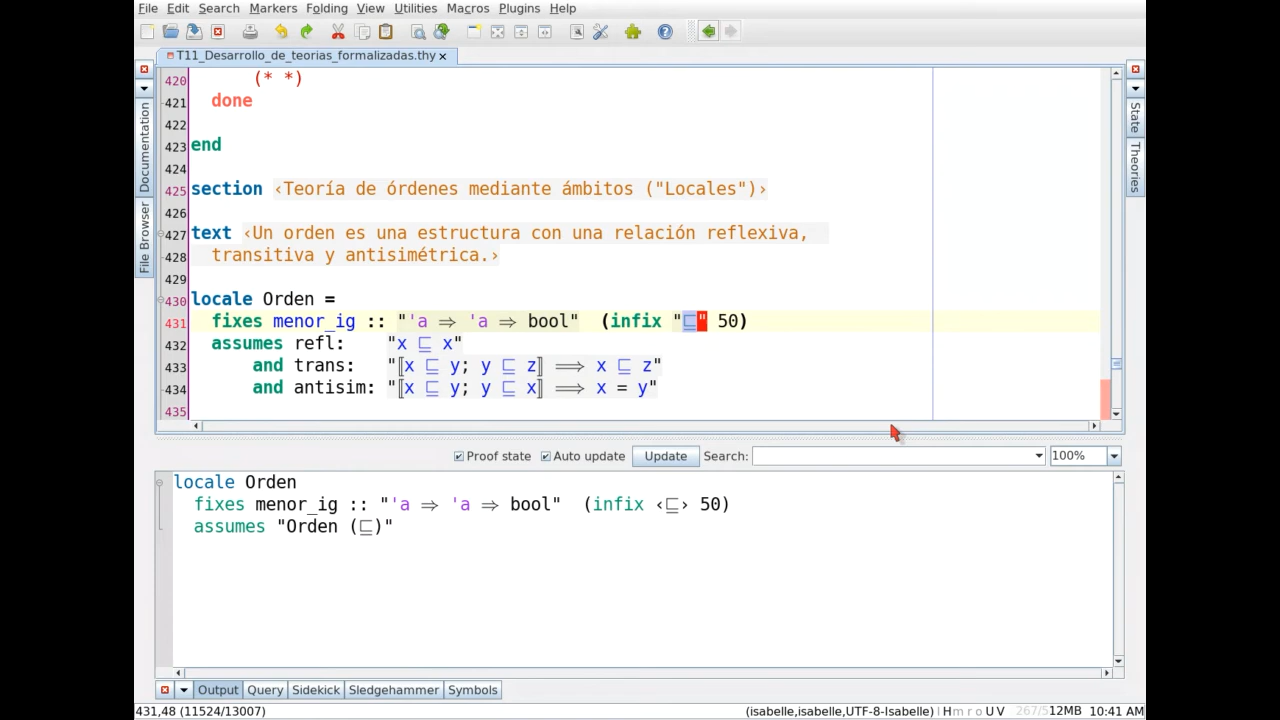 File Edit Search Markers Folding View Utilities Macros Plugins Help
T11_Desarrollo_de_teorias_formalizadas.thy
Documentation
File Browser
State
Theories
420 (* *)
421 done
422
423 end
424
425 section ‹Teoría de órdenes mediante ámbitos ("Locales")›
426
427 text ‹Un orden es una estructura con una relación reflexiva,
428 transitiva y antisimétrica.›
429
430 locale Orden =
431 fixes menor_ig :: "'a ⇒ 'a ⇒ bool" (infix "⊑" 50)
432 assumes refl: "x ⊑ x"
433 and trans: "⟦x ⊑ y; y ⊑ z⟧ ⟹ x ⊑ z"
434 and antisim: "⟦x ⊑ y; y ⊑ x⟧ ⟹ x = y"
435
Proof state Auto update Update Search: 100%
locale Orden
fixes menor_ig :: "'a ⇒ 'a ⇒ bool" (infix ‹⊑› 50)
assumes "Orden (⊑)"
Output Query Sidekick Sledgehammer Symbols
431,48 (11524/13007) (isabelle,isabelle,UTF-8-Isabelle) H m r o U V 267/512MB 10:41 AM